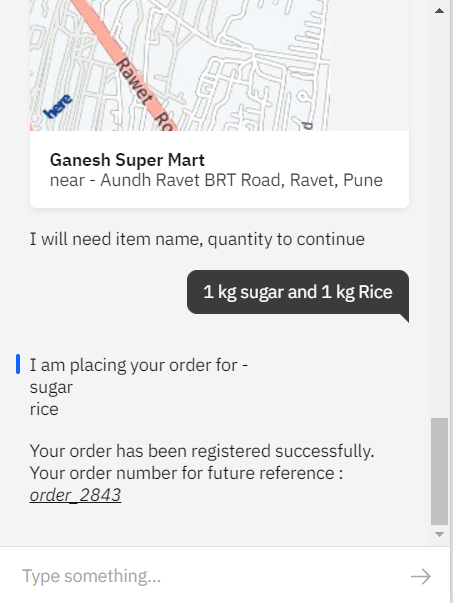 Rawet Ro
here
Ganesh Super Mart
near - Aundh Ravet BRT Road, Ravet, Pune
I will need item name, quantity to continue
1 kg sugar and 1 kg Rice
I am placing your order for -
sugar
rice
Your order has been registered successfully.
Your order number for future reference :
order_2843
Type something...